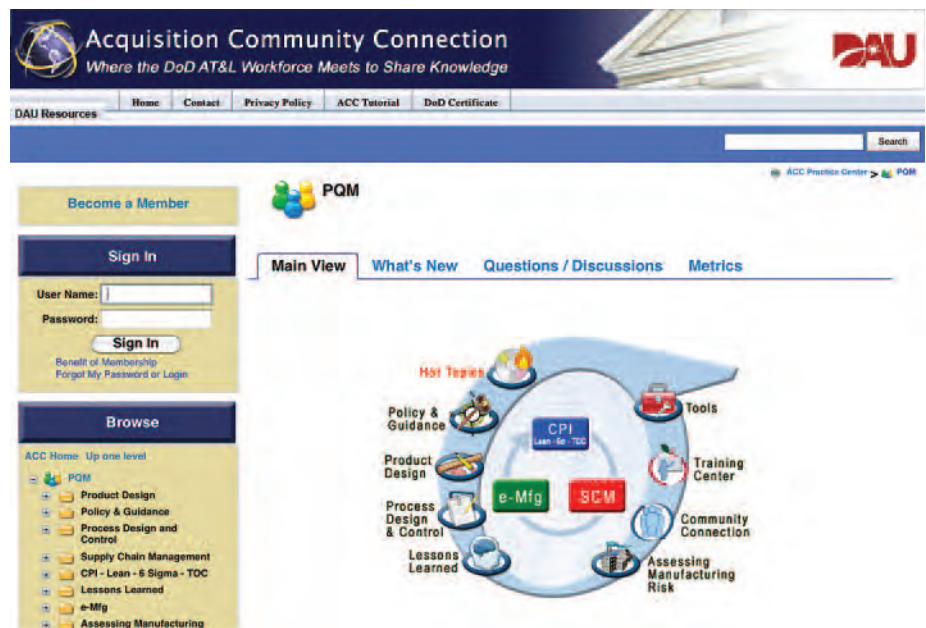 Acquisition Community Connection
Where the DoD AT&L Workforce Meets to Share Knowledge
DAU
DAU Resources
Home Contact Privacy Policy ACC Tutorial DoD Certificate
Search
ACC Practice Center > PQM
Become a Member
PQM
Sign In
Main View What's New Questions / Discussions Metrics
User Name:
Password:
Sign In
Benefit of Membership
Forgot My Password or Login
Browse
ACC Home Up one level
PQM
Product Design
Policy & Guidance
Process Design and
Control
Supply Chain Management
CPI - Lean - 6 Sigma - TOC
Lessons Learned
e-Mfg
Assessing Manufacturing
Hot Topics
Policy &
Guidance
Product
Design
Process
Design
& Control
Lessons
Learned
CPI
Lean - 6σ - TOC
e-Mfg
SCM
Tools
Training
Center
Community
Connection
Assessing
Manufacturing
Risk